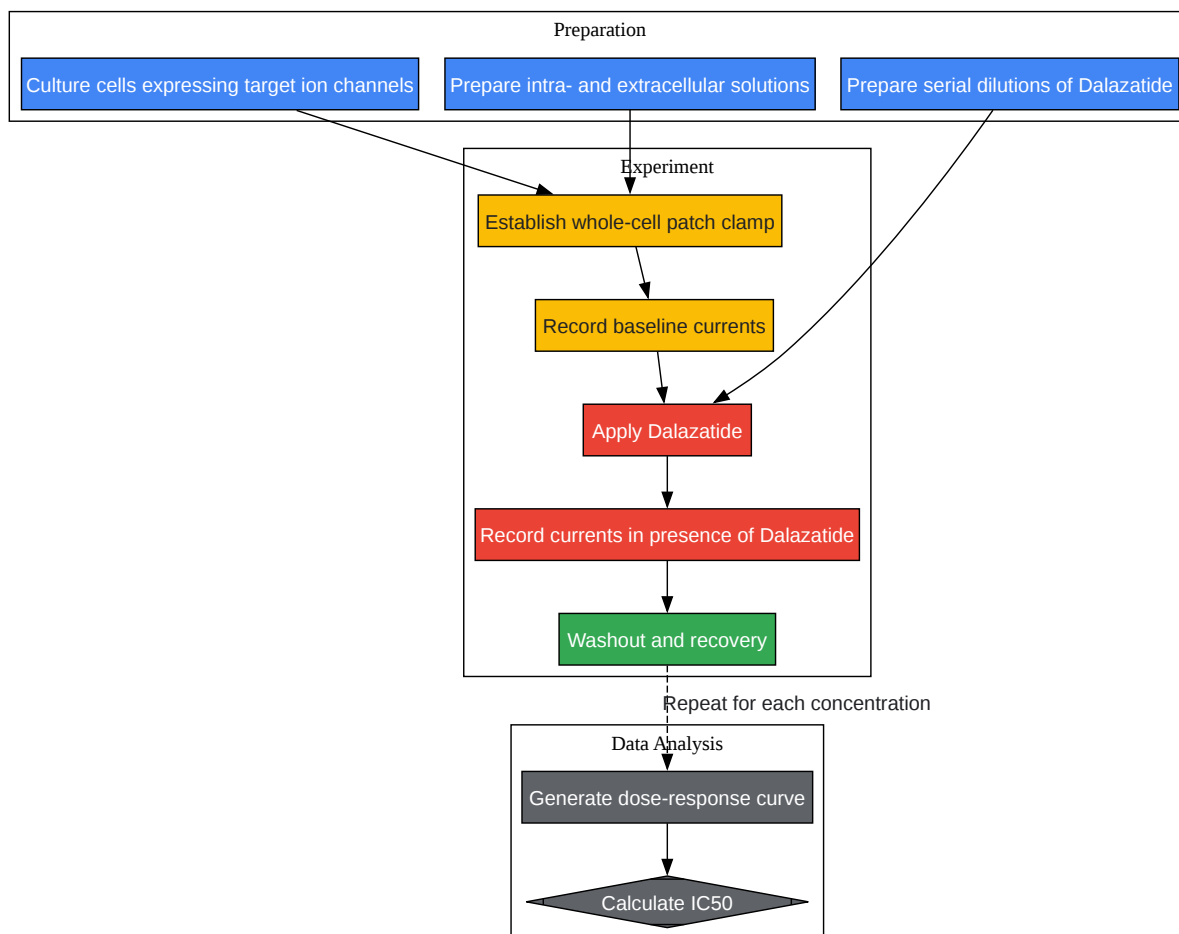 Preparation
Culture cells expressing target ion channels
Prepare intra- and extracellular solutions
Prepare serial dilutions of Dalazatide
Experiment
Establish whole-cell patch clamp
Record baseline currents
Apply Dalazatide
Record currents in presence of Dalazatide
Washout and recovery
Repeat for each concentration
Data Analysis
Generate dose-response curve
Calculate IC50